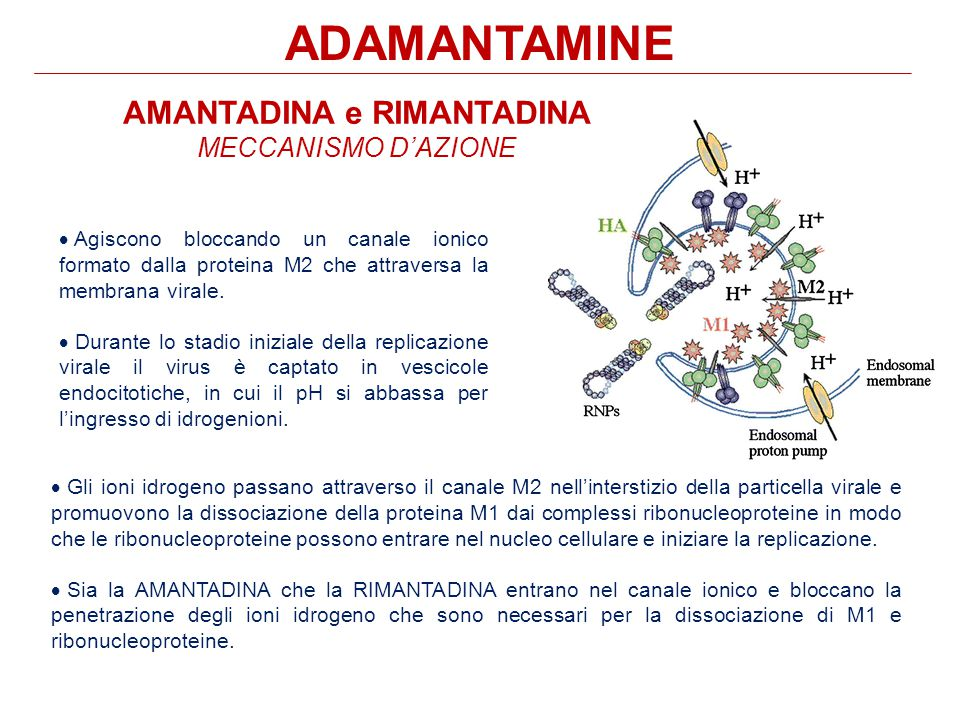 ADAMANTAMINE
AMANTADINA e RIMANTADINA
MECCANISMO D’AZIONE
• Agiscono bloccando un canale ionico
formato dalla proteina M2 che attraversa la
membrana virale.
• Durante lo stadio iniziale della replicazione
virale il virus è captato in vescicole
endocitotiche, in cui il pH si abbassa per
l’ingresso di idrogenioni.
H+
HA
H+
M2
H+
H+
M1
H+
Endosomal
membrane
RNPs
Endosomal
proton pump
• Gli ioni idrogeno passano attraverso il canale M2 nell’interstizio della particella virale e
promuovono la dissociazione della proteina M1 dai complessi ribonucleoproteine in modo
che le ribonucleoproteine possono entrare nel nucleo cellulare e iniziare la replicazione.
• Sia la AMANTADINA che la RIMANTADINA entrano nel canale ionico e bloccano la
penetrazione degli ioni idrogeno che sono necessari per la dissociazione di M1 e
ribonucleoproteine.